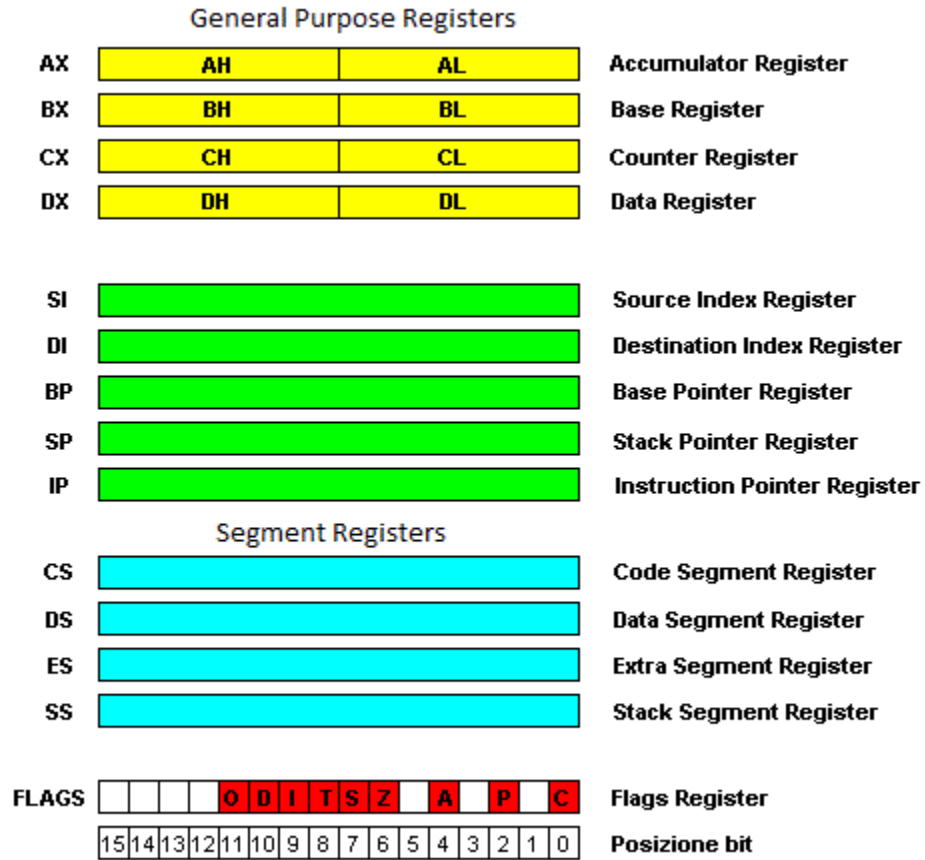 General Purpose Registers
AX AH AL Accumulator Register
BX BH BL Base Register
CX CH CL Counter Register
DX DH DL Data Register
SI Source Index Register
DI Destination Index Register
BP Base Pointer Register
SP Stack Pointer Register
IP Instruction Pointer Register
Segment Registers
CS Code Segment Register
DS Data Segment Register
ES Extra Segment Register
SS Stack Segment Register
FLAGS O D I T S Z A P C Flags Register
15 14 13 12 11 10 9 8 7 6 5 4 3 2 1 0 Posizione bit